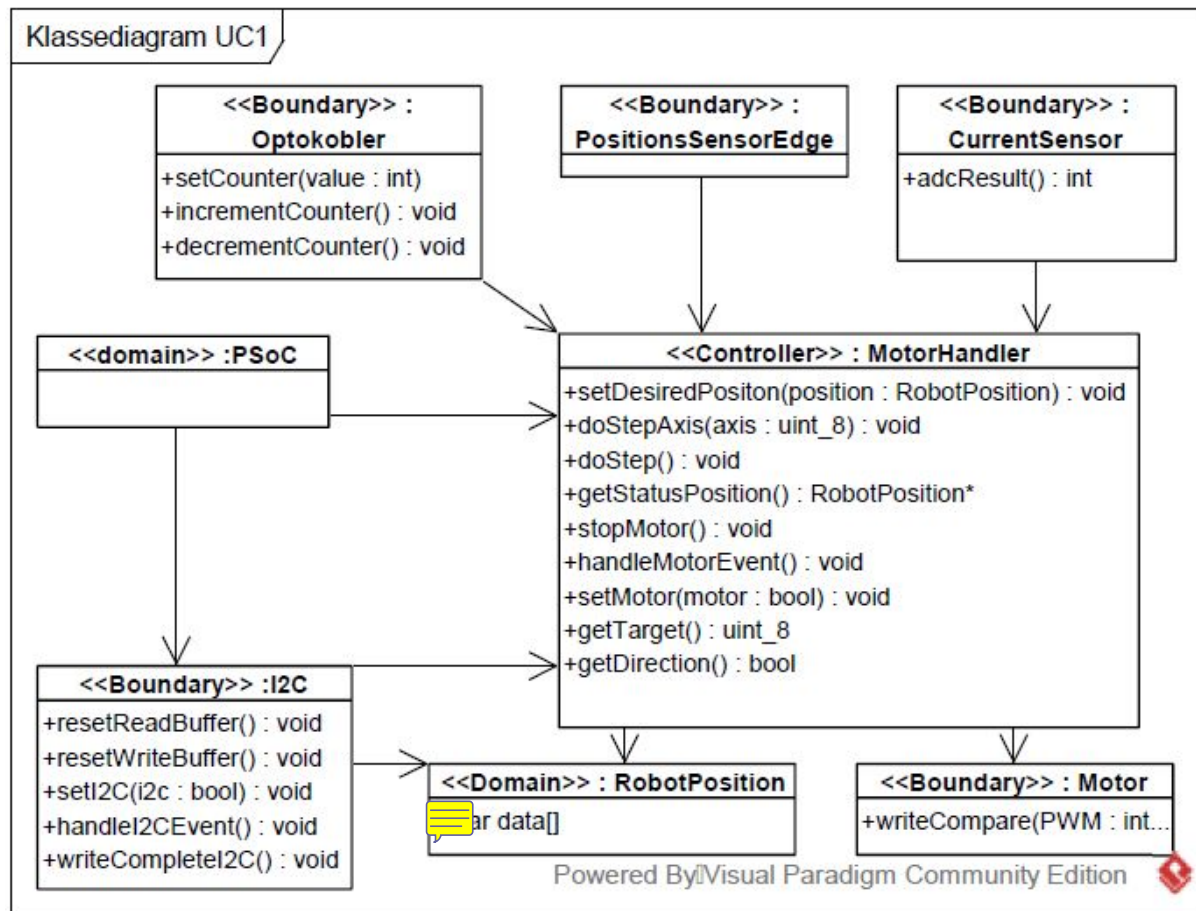 Klassediagram UC1
<<Boundary>> :
Optokobler
+setCounter(value : int)
+incrementCounter() : void
+decrementCounter() : void
<<Boundary>> :
PositionsSensorEdge
<<Boundary>> :
CurrentSensor
+adcResult() : int
<<domain>> :PSoC
<<Controller>> : MotorHandler
+setDesiredPositon(position : RobotPosition) : void
+doStepAxis(axis : uint_8) : void
+doStep() : void
+getStatusPosition() : RobotPosition*
+stopMotor() : void
+handleMotorEvent() : void
+setMotor(motor : bool) : void
+getTarget() : uint_8
+getDirection() : bool
<<Boundary>> :I2C
+resetReadBuffer() : void
+resetWriteBuffer() : void
+setI2C(i2c : bool) : void
+handleI2CEvent() : void
+writeCompleteI2C() : void
<<Domain>> : RobotPosition
data[]
<<Boundary>> : Motor
+writeCompare(PWM : int...
Powered By Visual Paradigm Community Edition